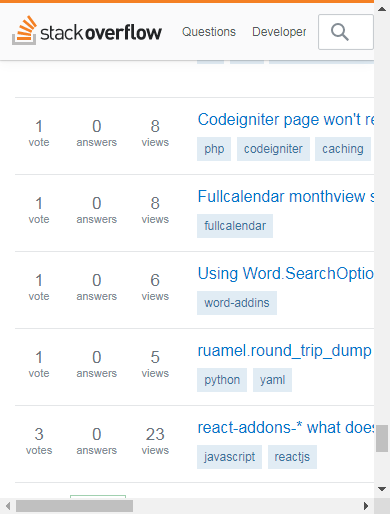 stackoverflow Questions Developer
1 0 8 Codeigniter page won't re
vote answers views php codeigniter caching
1 0 8 Fullcalendar monthview s
vote answers views fullcalendar
1 0 6 Using Word.SearchOptio
vote answers views word-addins
1 0 5 ruamel.round_trip_dump
vote answers views python yaml
3 0 23 react-addons-* what does
votes answers views javascript reactjs